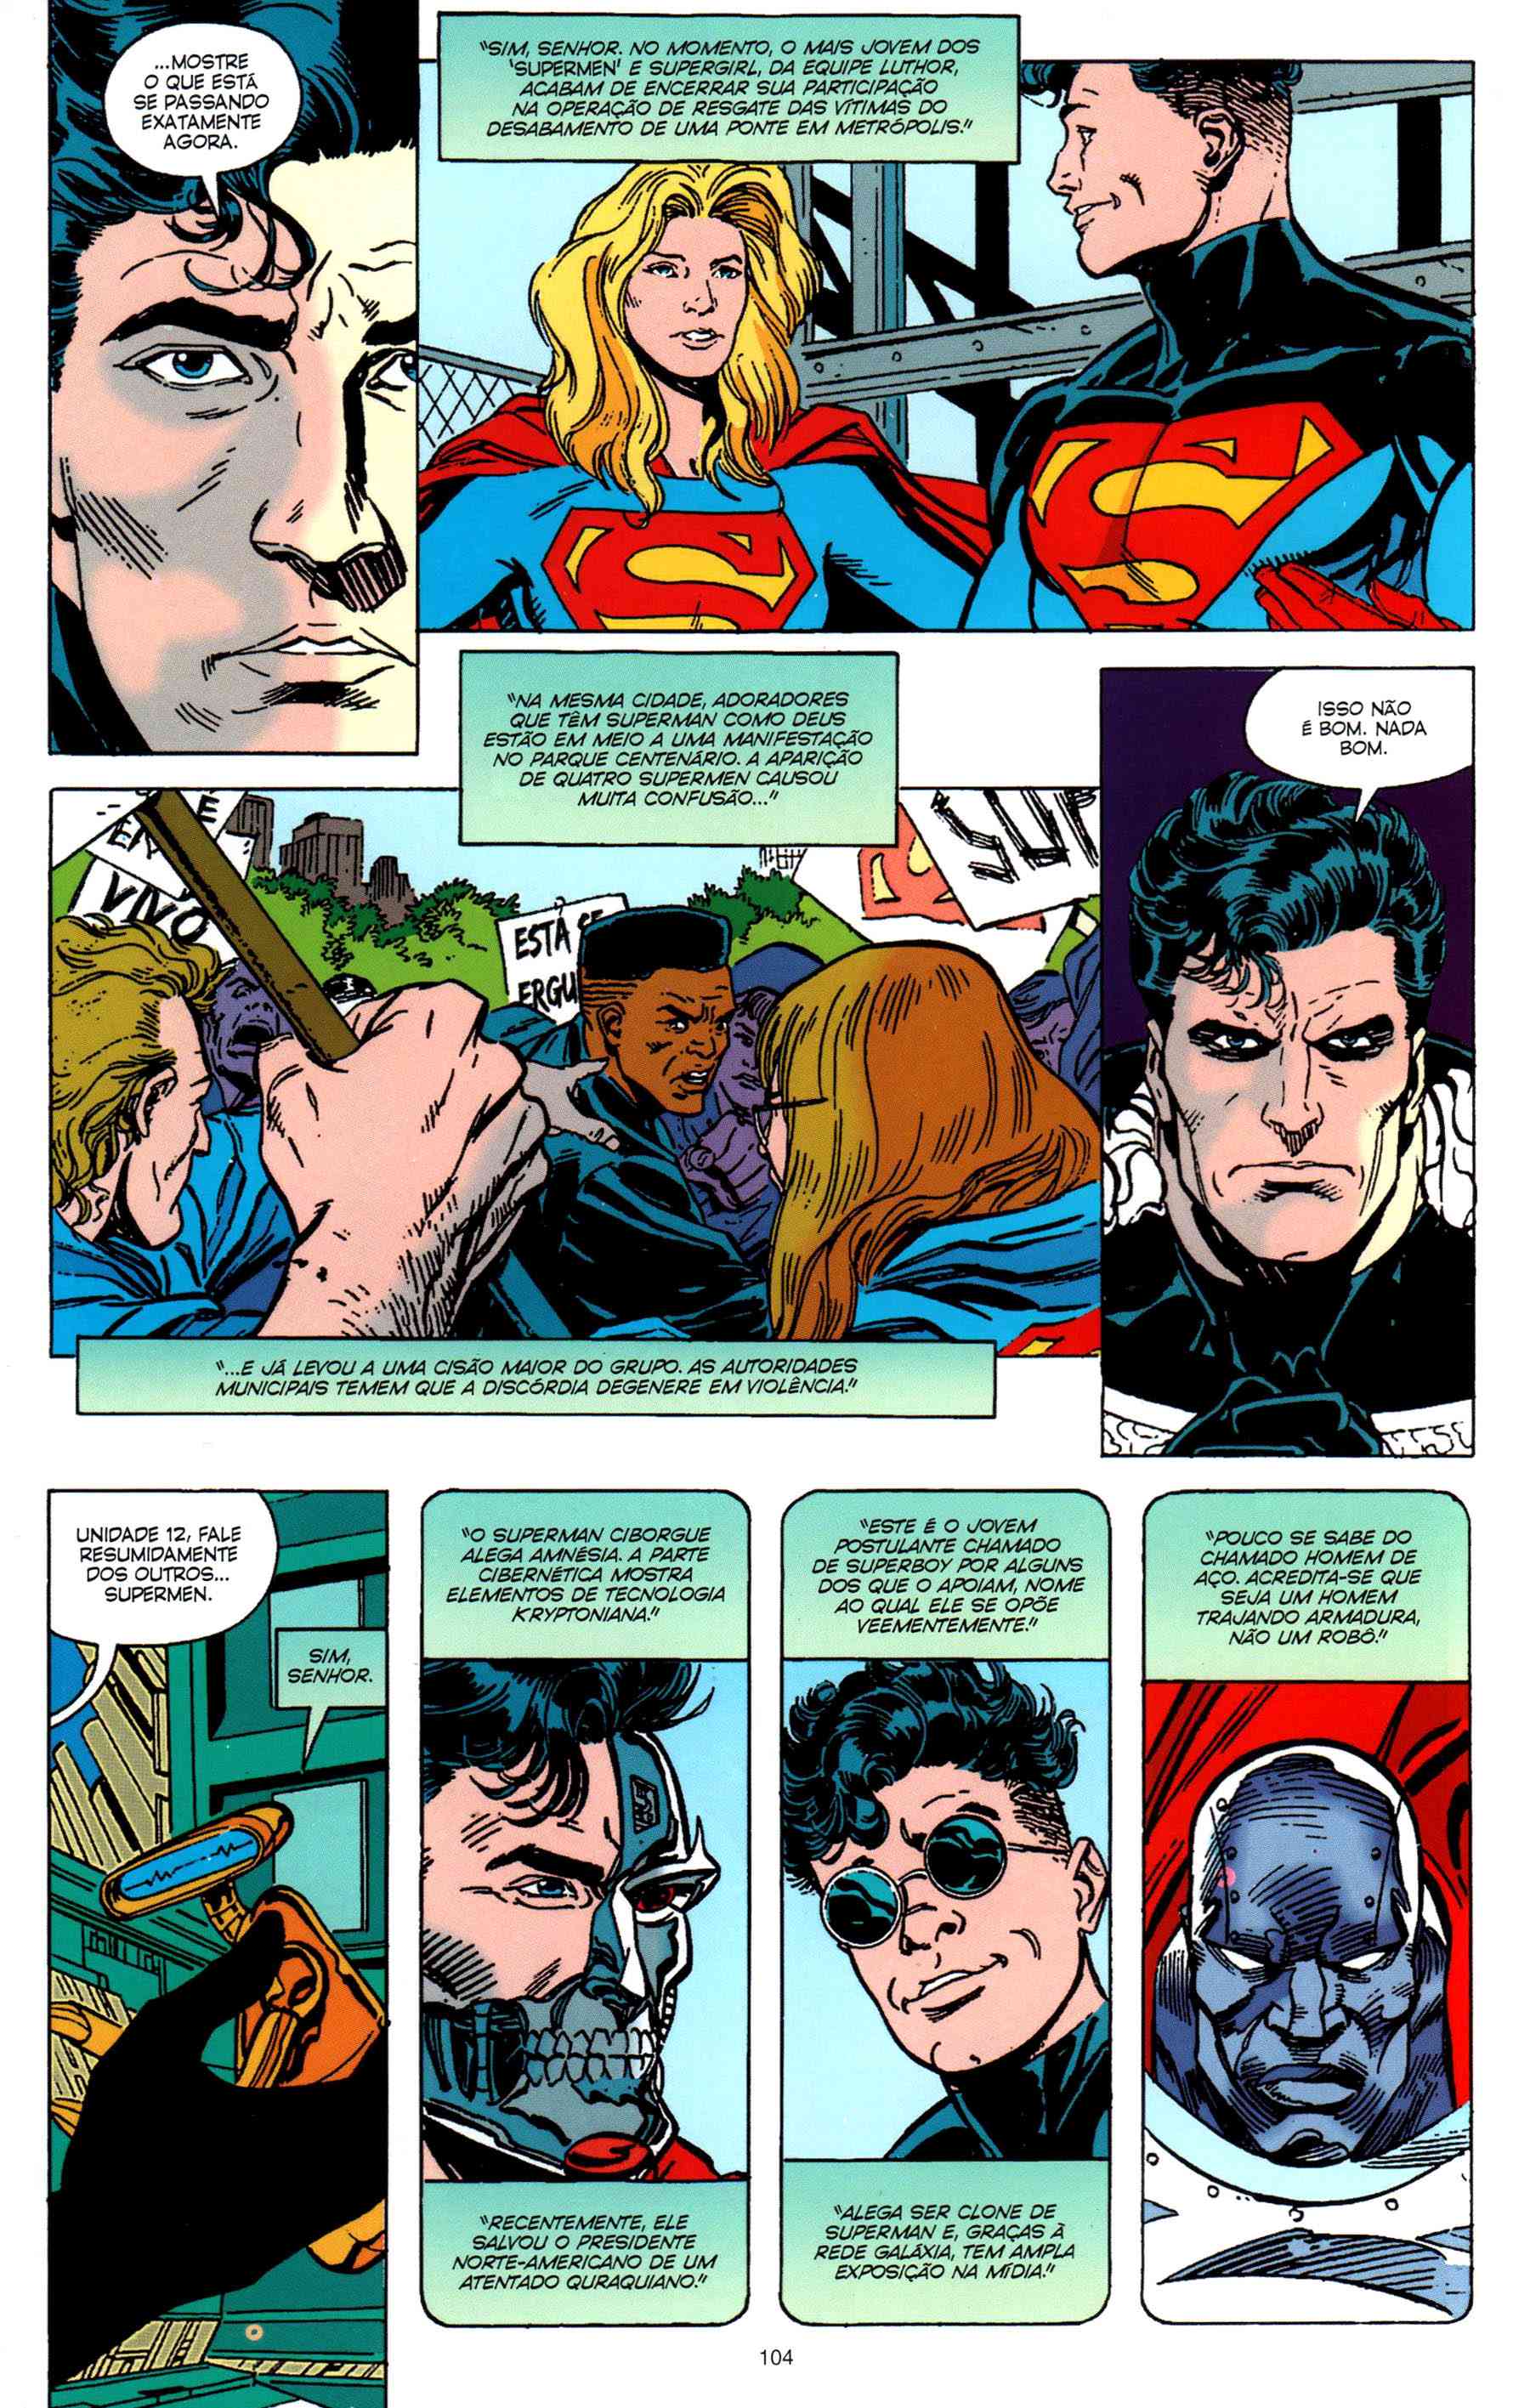 ...MOSTRE
O QUE ESTÁ
SE PASSANDO
EXATAMENTE
AGORA.
"SIM, SENHOR. NO MOMENTO, O MAIS JOVEM DOS
'SUPERMEN' E SUPERGIRL, DA EQUIPE LUTHOR,
ACABAM DE ENCERRAR SUA PARTICIPAÇÃO
NA OPERAÇÃO DE RESGATE DAS VÍTIMAS DO
DESABAMENTO DE UMA PONTE EM METRÓPOLIS."
"NA MESMA CIDADE, ADORADORES
QUE TÊM SUPERMAN COMO DEUS
ESTÃO EM MEIO A UMA MANIFESTAÇÃO
NO PARQUE CENTENÁRIO. A APARIÇÃO
DE QUATRO SUPERMEN CAUSOU
MUITA CONFUSÃO..."
É
EM
VIVO
ESTÁ SE
ERGU
SUP
"...E JÁ LEVOU A UMA CISÃO MAIOR DO GRUPO. AS AUTORIDADES
MUNICIPAIS TEMEM QUE A DISCÓRDIA DEGENERE EM VIOLÊNCIA."
ISSO NÃO
É BOM. NADA
BOM.
UNIDADE 12, FALE
RESUMIDAMENTE
DOS OUTROS...
SUPERMEN.
SIM,
SENHOR.
"O SUPERMAN CIBORGUE
ALEGA AMNÉSIA. A PARTE
CIBERNÉTICA MOSTRA
ELEMENTOS DE TECNOLOGIA
KRYPTONIANA."
"RECENTEMENTE, ELE
SALVOU O PRESIDENTE
NORTE-AMERICANO DE UM
ATENTADO QURAQUIANO."
"ESTE É O JOVEM
POSTULANTE CHAMADO
DE SUPERBOY POR ALGUNS
DOS QUE O APOIAM, NOME
AO QUAL ELE SE OPÕE
VEEMENTEMENTE."
"ALEGA SER CLONE DE
SUPERMAN E, GRAÇAS À
REDE GALÁXIA, TEM AMPLA
EXPOSIÇÃO NA MÍDIA."
"POUCO SE SABE DO
CHAMADO HOMEM DE
AÇO. ACREDITA-SE QUE
SEJA UM HOMEM
TRAJANDO ARMADURA,
NÃO UM ROBÔ."
104